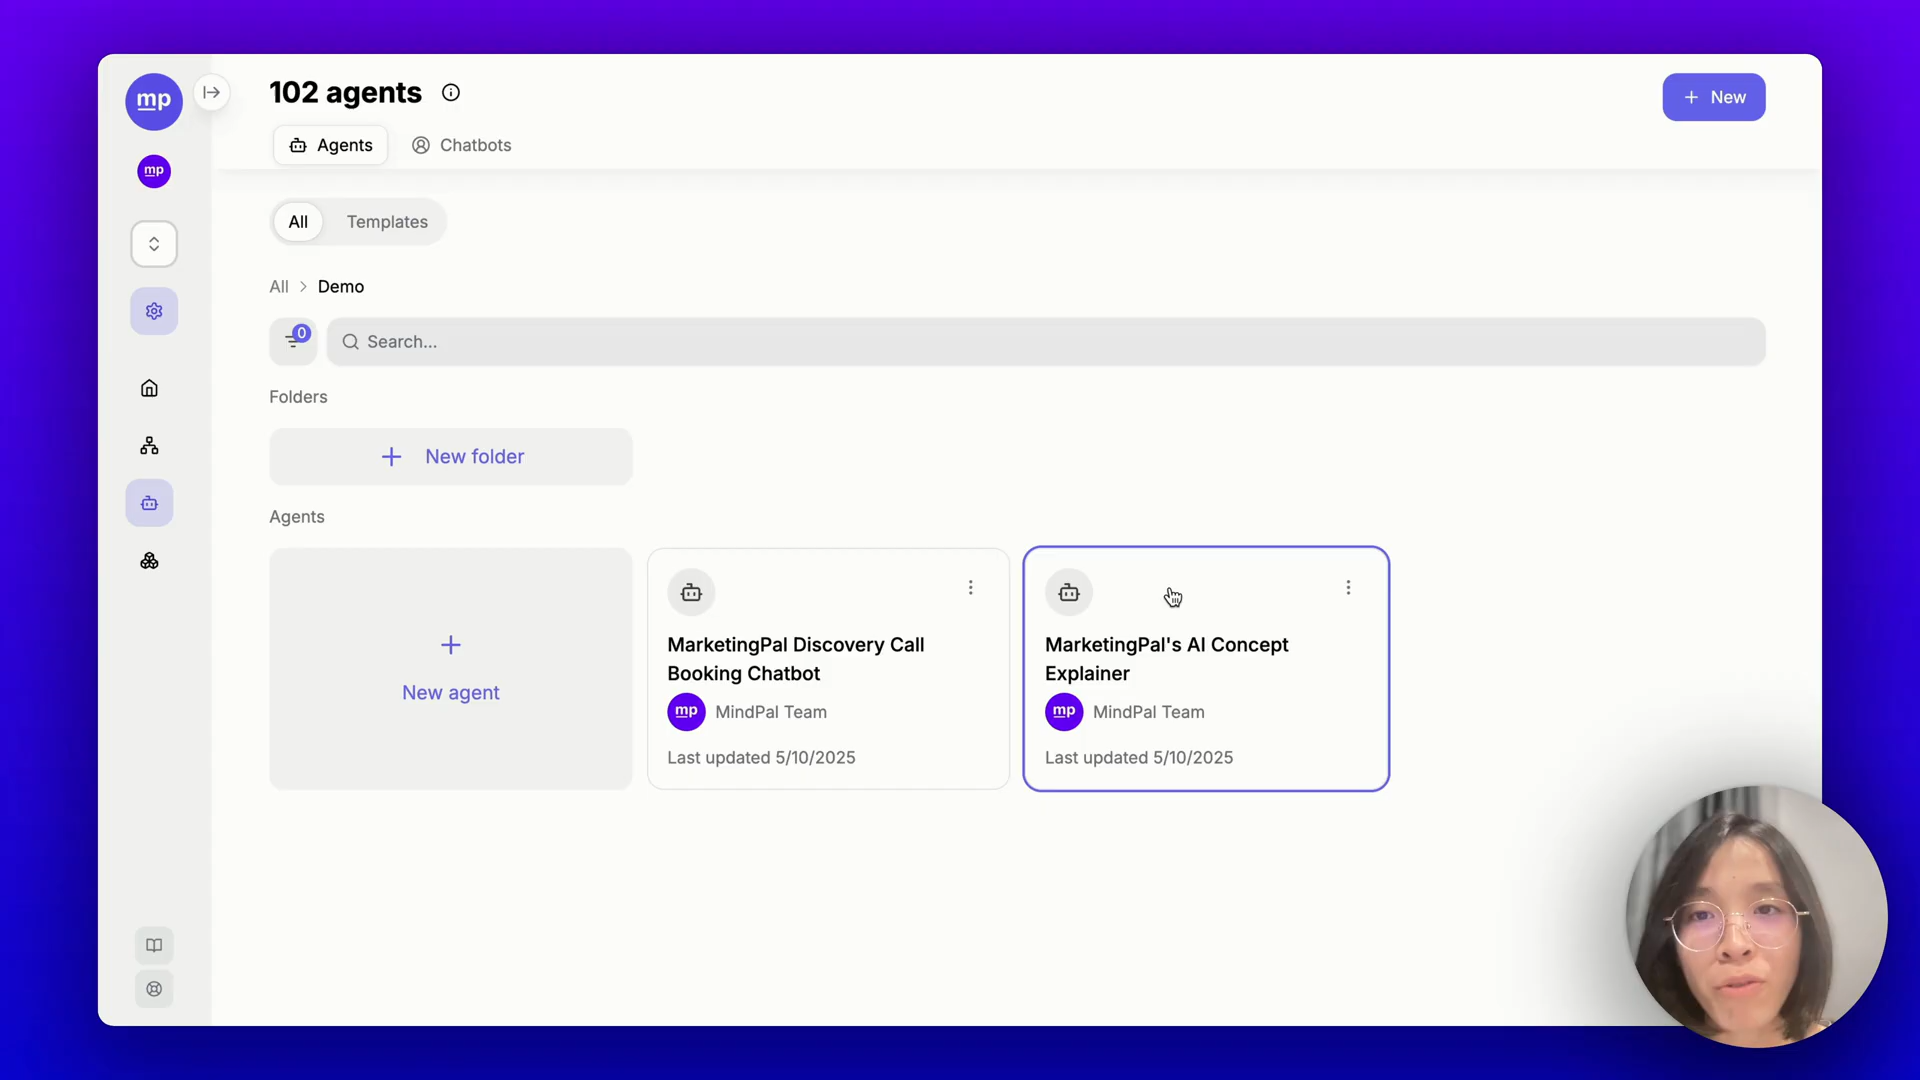 mp
102 agents
+ New
Agents
Chatbots
mp
All
Templates
All > Demo
0
Search...
Folders
+ New folder
Agents
+
New agent
MarketingPal Discovery Call
Booking Chatbot
mp MindPal Team
Last updated 5/10/2025
MarketingPal's AI Concept
Explainer
mp MindPal Team
Last updated 5/10/2025